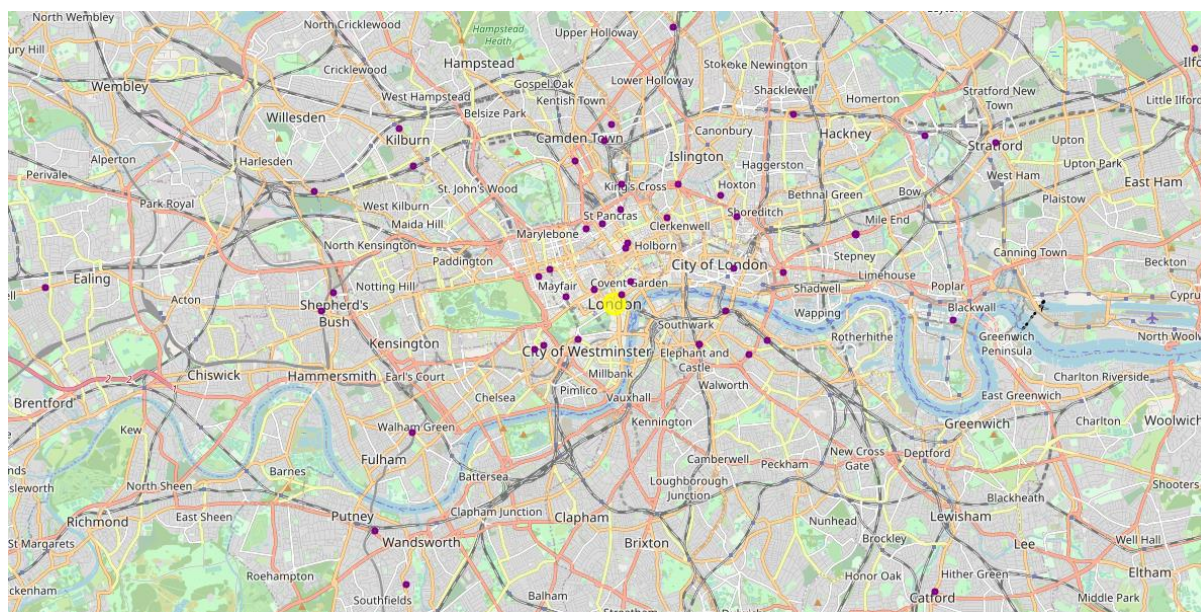 North Wembley
North Cricklewood
Hampstead
Heath
Upper Holloway
Cricklewood
Hampstead
Stoke Newington
Wembley
Gospel Oak
Lower Holloway
Stratford New
Town
West Hampstead
Kentish Town
Shacklewell
Homerton
Little Ilford
Willesden
Belsize Park
Canonbury
Hackney
Kilburn
Camden Town
Stratford
Upton
Alperton
Harlesden
Islington
Haggerston
Upton Park
Perivale
St. John's Wood
King's Cross
Hoxton
Bethnal Green
Bow
West Ham
East Ham
Park Royal
West Kilburn
Maida Hill
St Pancras
Shoreditch
Mile End
Plaistow
Marylebone
Clerkenwell
North Kensington
Holborn
Stepney
Canning Town
Paddington
City of London
Beckton
Ealing
Notting Hill
Mayfair
Covent Garden
Limehouse
Poplar
Acton
Shepherd's
Bush
London
Shadwell
Wapping
Blackwall
Cypru
Southwark
Rotherhithe
Greenwich
Peninsula
North Woolw
Kensington
City of Westminster
Elephant and
Castle
Chiswick
Hammersmith
Earl's Court
Millbank
Walworth
Charlton Riverside
Brentford
Chelsea
Pimlico
Vauxhall
East Greenwich
Kew
Walham Green
Kennington
Greenwich
Charlton
Woolwich
Fulham
Camberwell
Peckham
New Cross
Gate
Deptford
Barnes
North Sheen
Battersea
Loughborough
Junction
Blackheath
Shooters
Richmond
East Sheen
Putney
Clapham Junction
Clapham
Nunhead
Lewisham
St Margarets
Wandsworth
Brixton
Brockley
Lee
Well Hall
Roehampton
Honor Oak
Hither Green
Eltham
Southfields
Balham
Catford
Middle Park